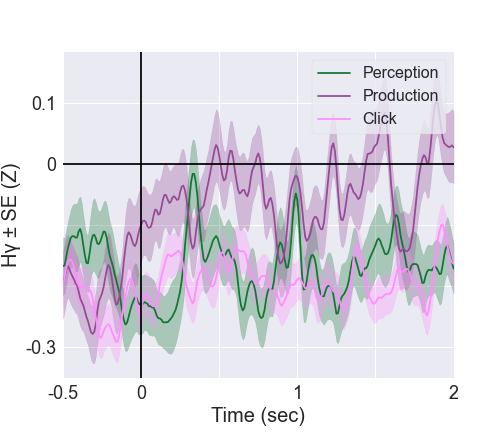 Perception
Production
Click
0.1
0
-0.3
Hγ ± SE (Z)
-0.5
0
1
2
Time (sec)